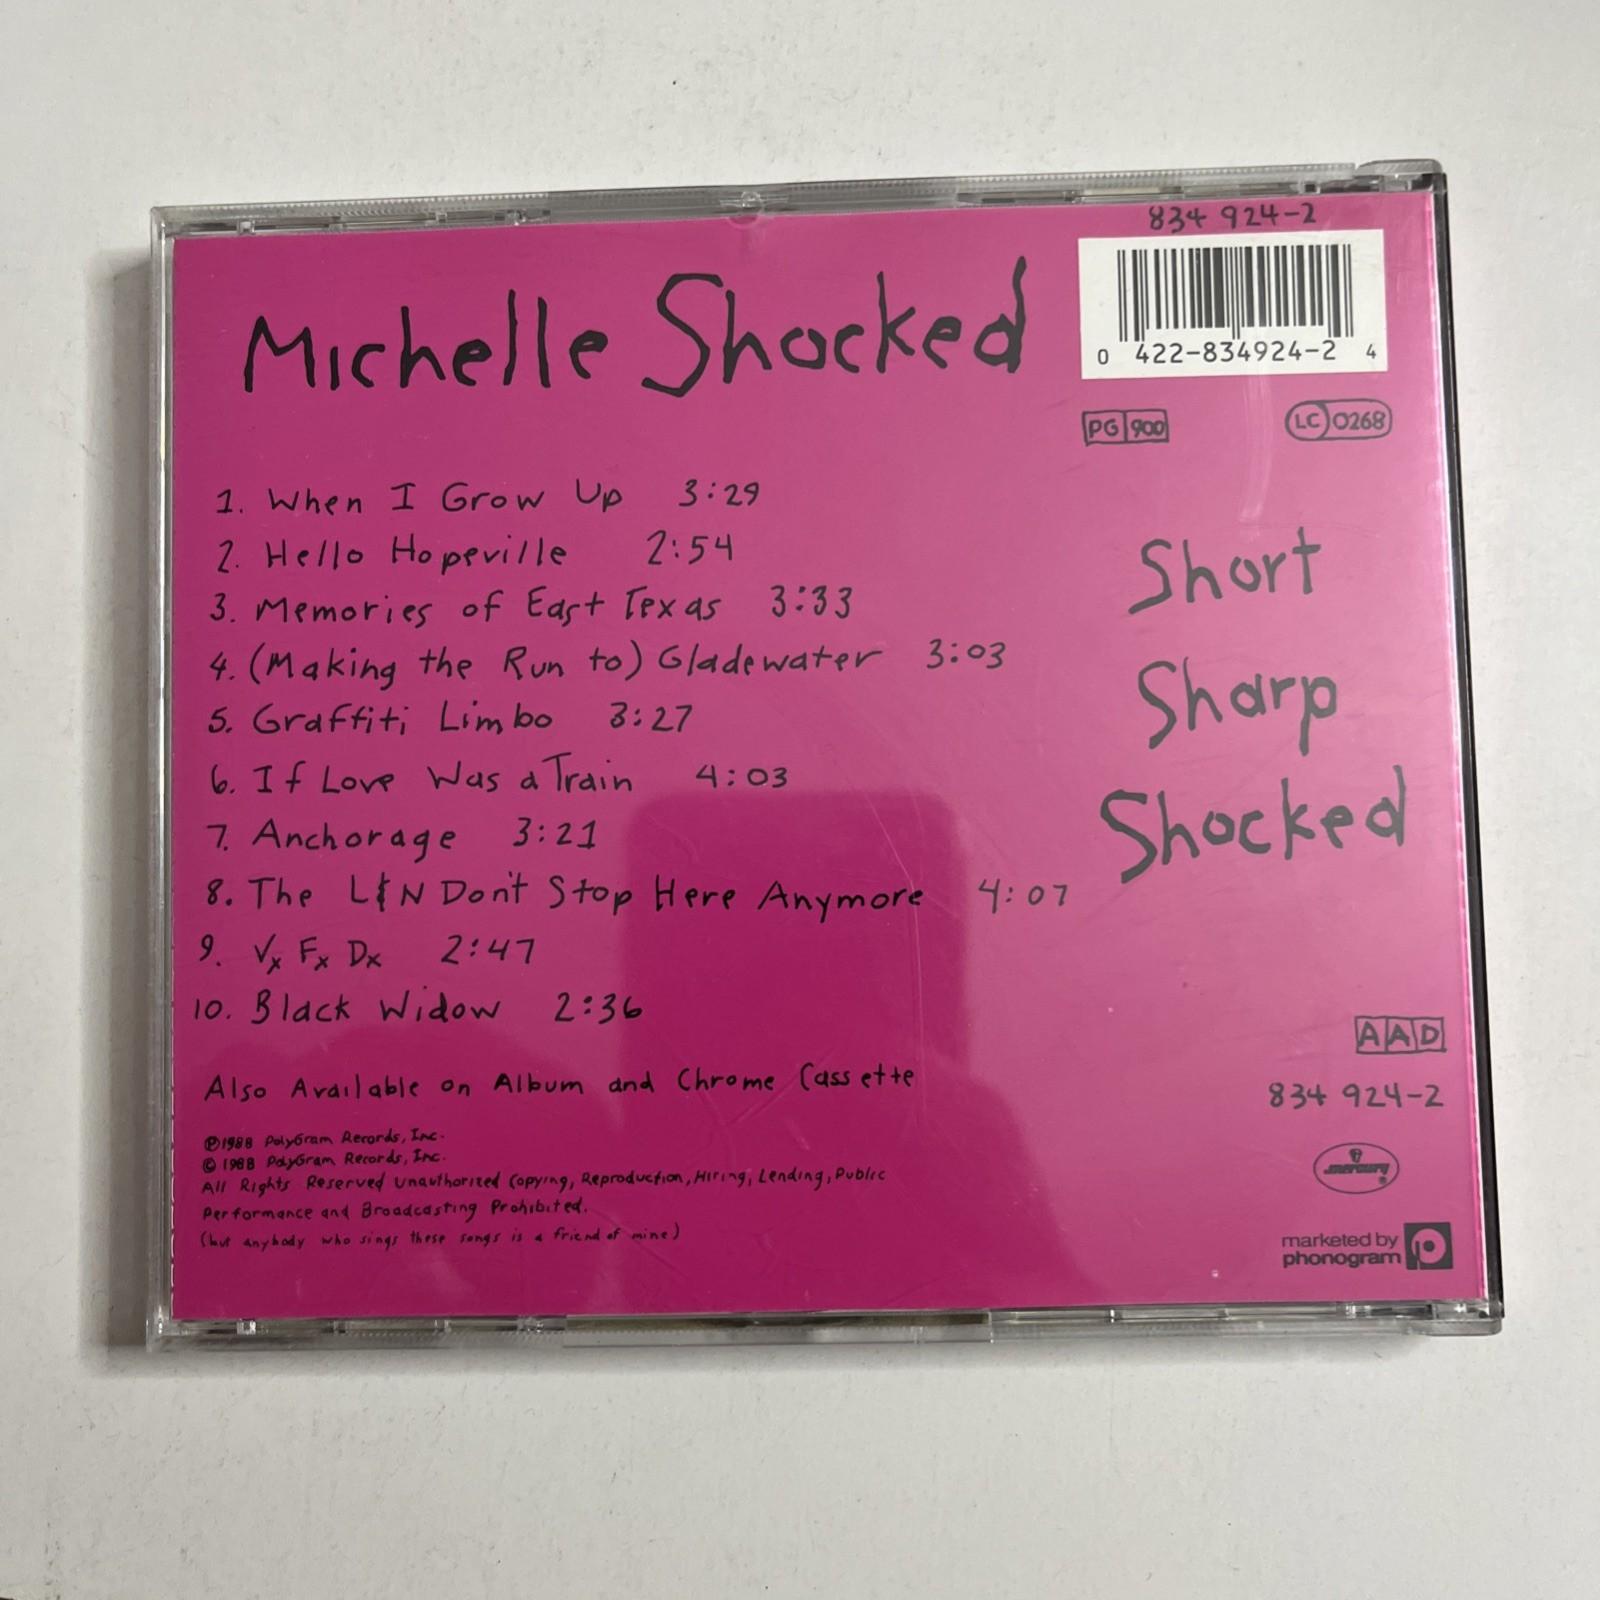 834 924-2
Michelle Shocked
0 422-834924-2 4
PG 900
LC 0268
1. When I Grow Up 3:29
2. Hello Hopeville 2:54
3. Memories of East Texas 3:33
4. (Making the Run to) Gladewater 3:03
5. Graffiti Limbo 3:27
6. If Love Was a Train 4:03
7. Anchorage 3:21
8. The L&N Don't Stop Here Anymore 4:07
9. Vx Fx Dx 2:47
10. Black Widow 2:36
Short
Sharp
Shocked
Also Available on Album and Chrome Cassette
℗1988 PolyGram Records, Inc.
© 1988 PolyGram Records, Inc.
All Rights Reserved Unauthorized Copying, Reproduction, Hiring, Lending, Public
Performance and Broadcasting Prohibited.
(but anybody who sings these songs is a friend of mine)
AAD
834 924-2
mercury ®
marketed by
phonogram